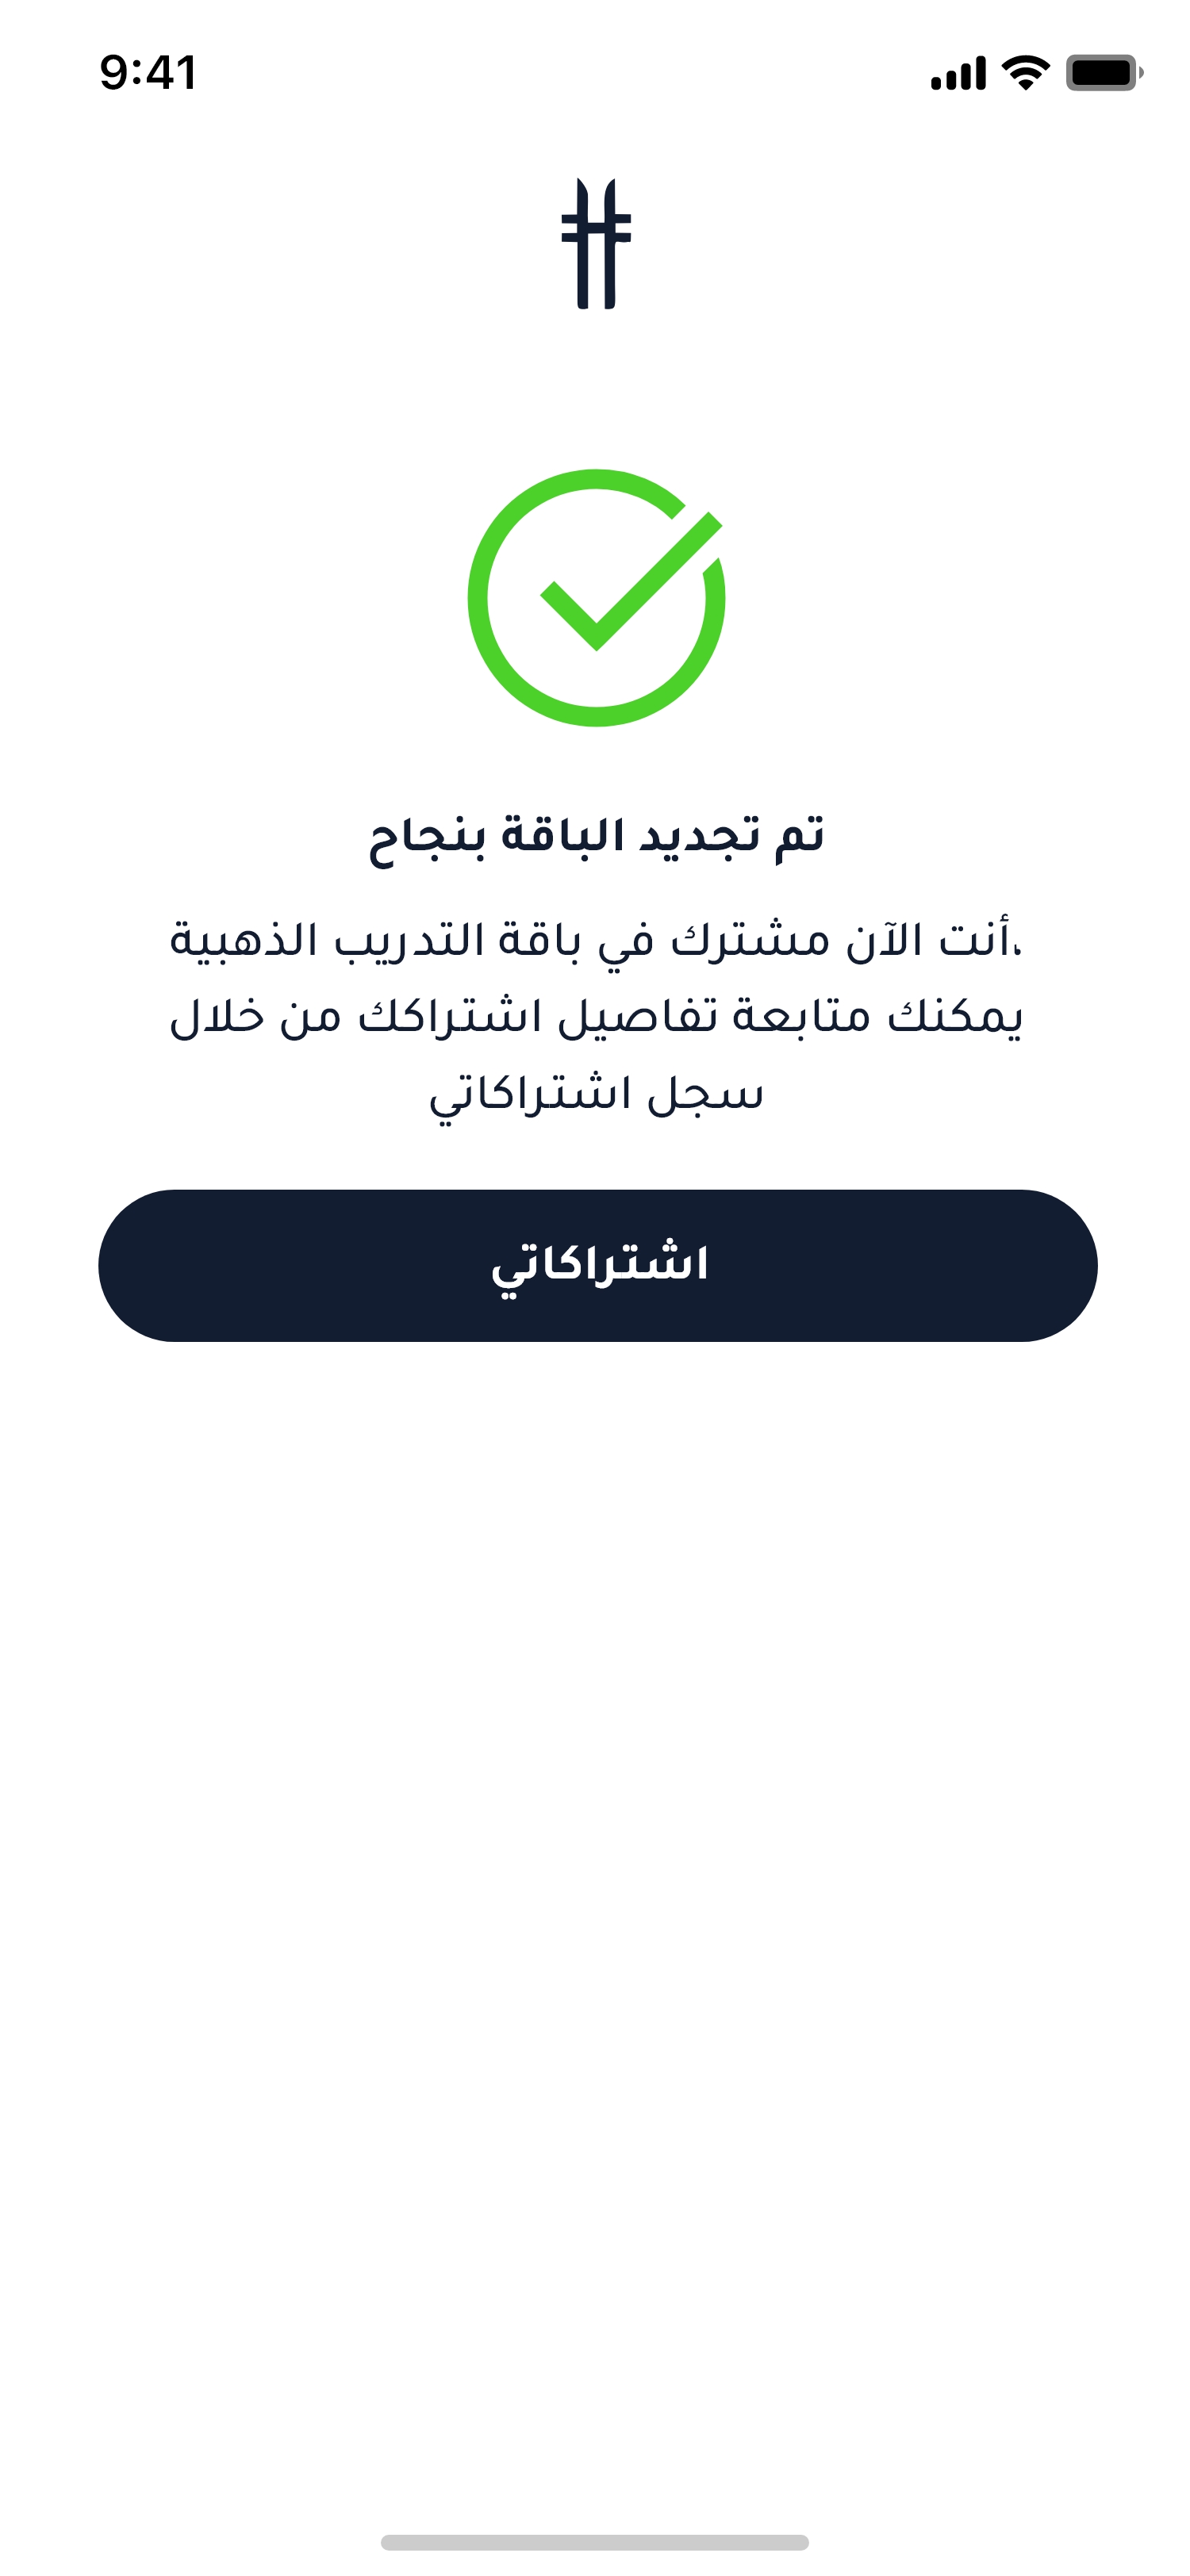 9:41
تم تجديد الباقة بنجاح
،أنت الآن مشترك في باقة التدريب الذهبية
يمكنك متابعة تفاصيل اشتراكك من خلال
سجل اشتراكاتي
اشتراكاتي